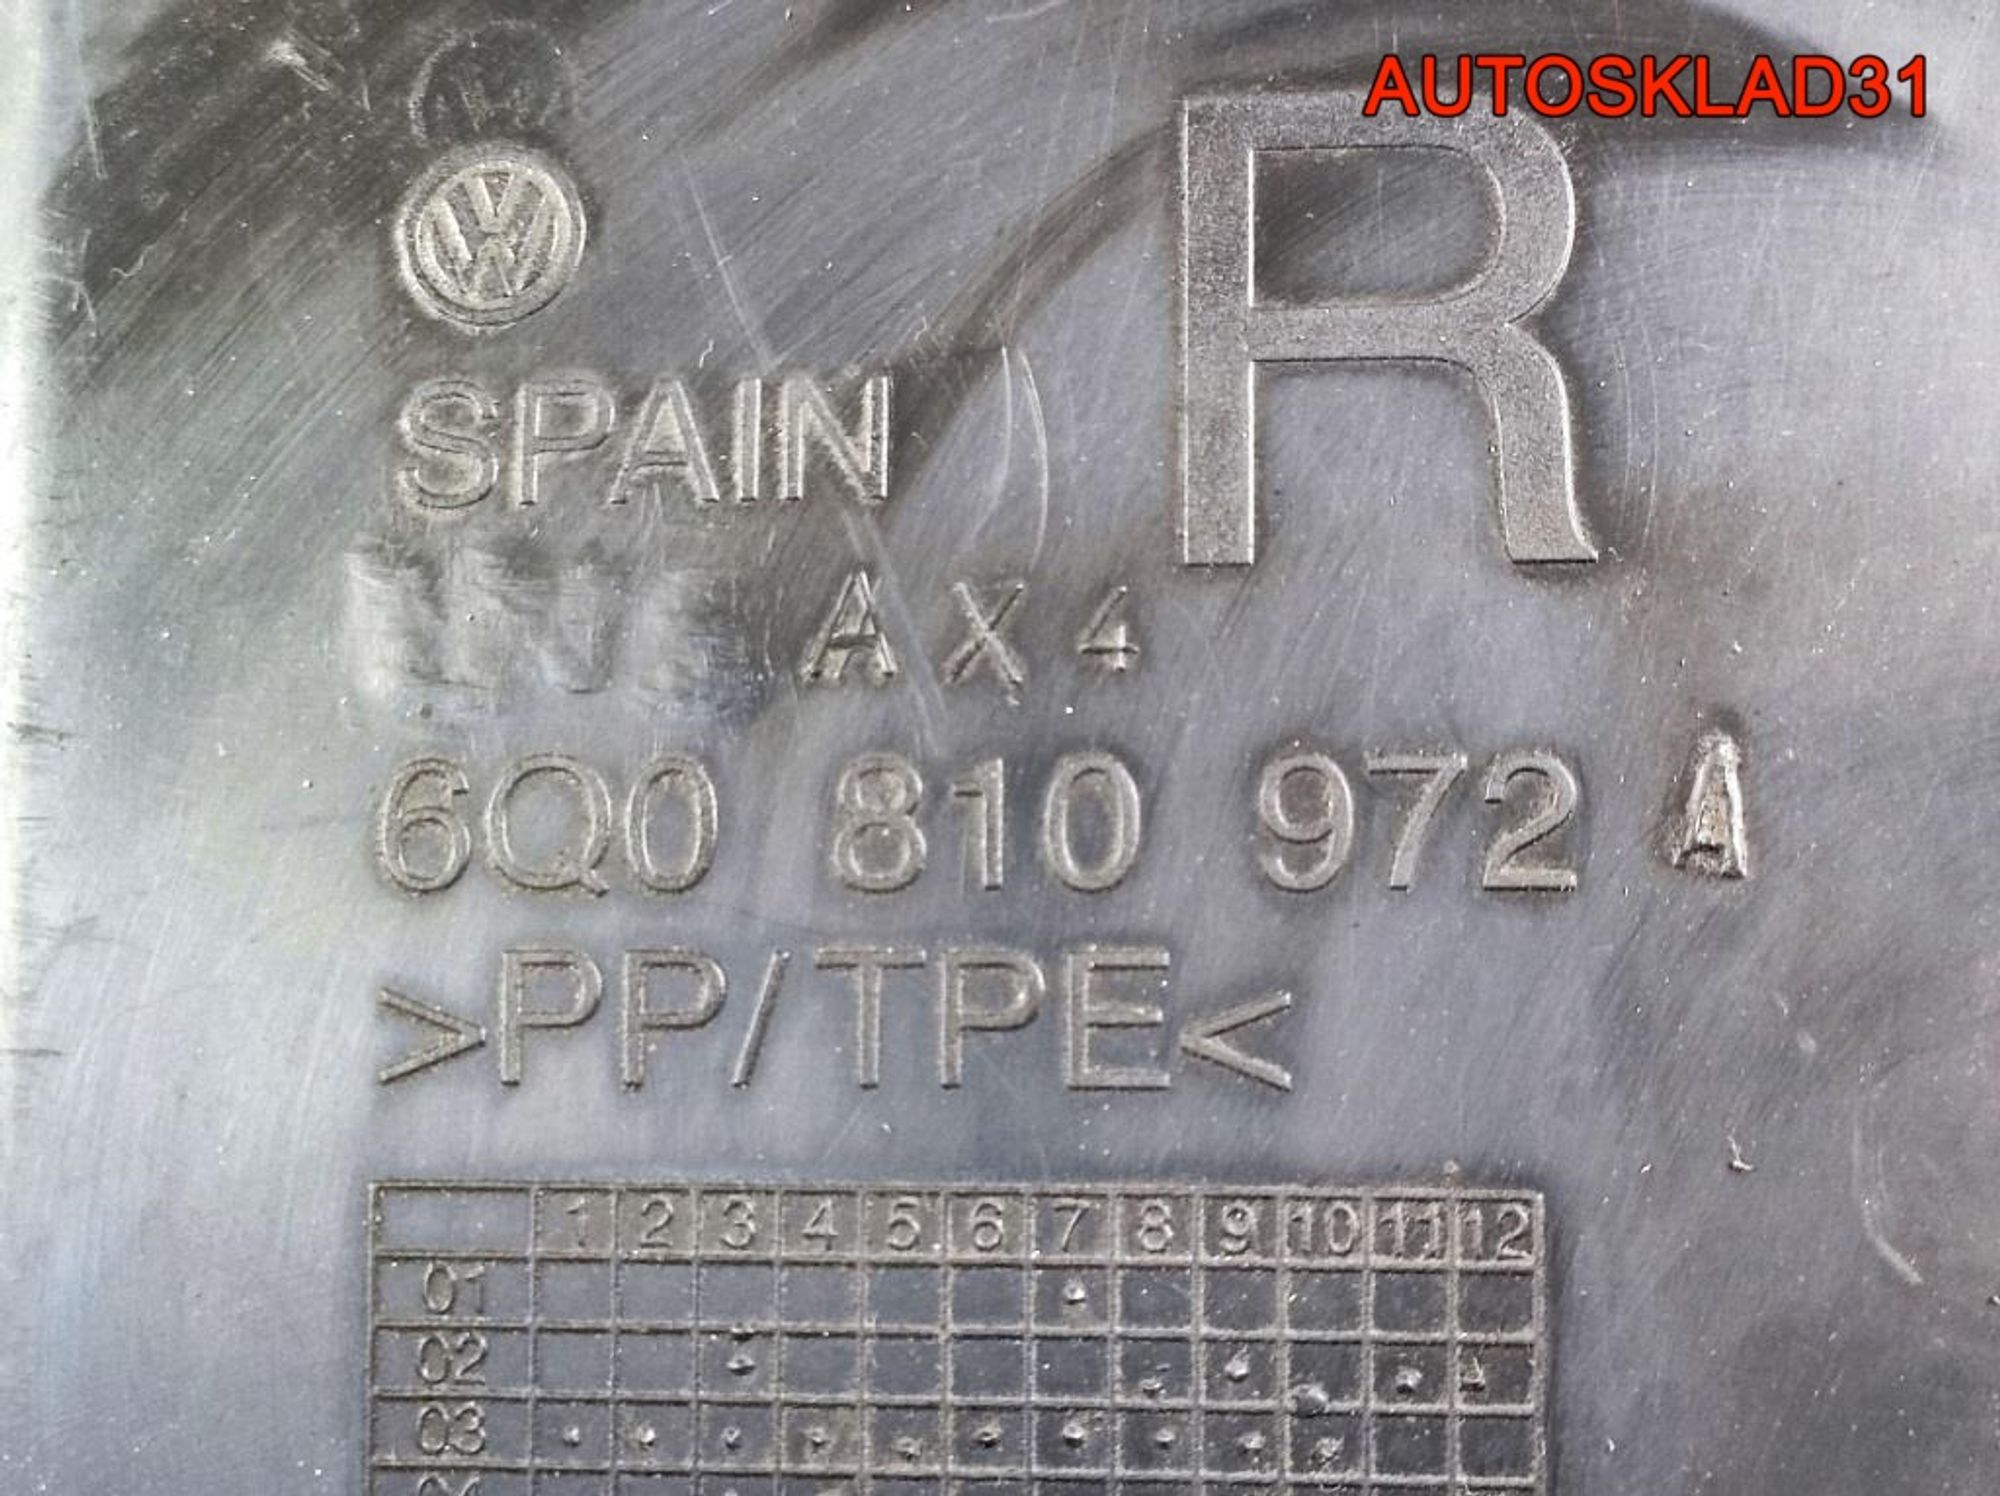 AUTOSKLAD31
R
SPAIN
A X 4
6Q0 810 972 A
>PP/TPE<
1 2 3 4 5 6 7 8 9 10 11 12
01
02
03